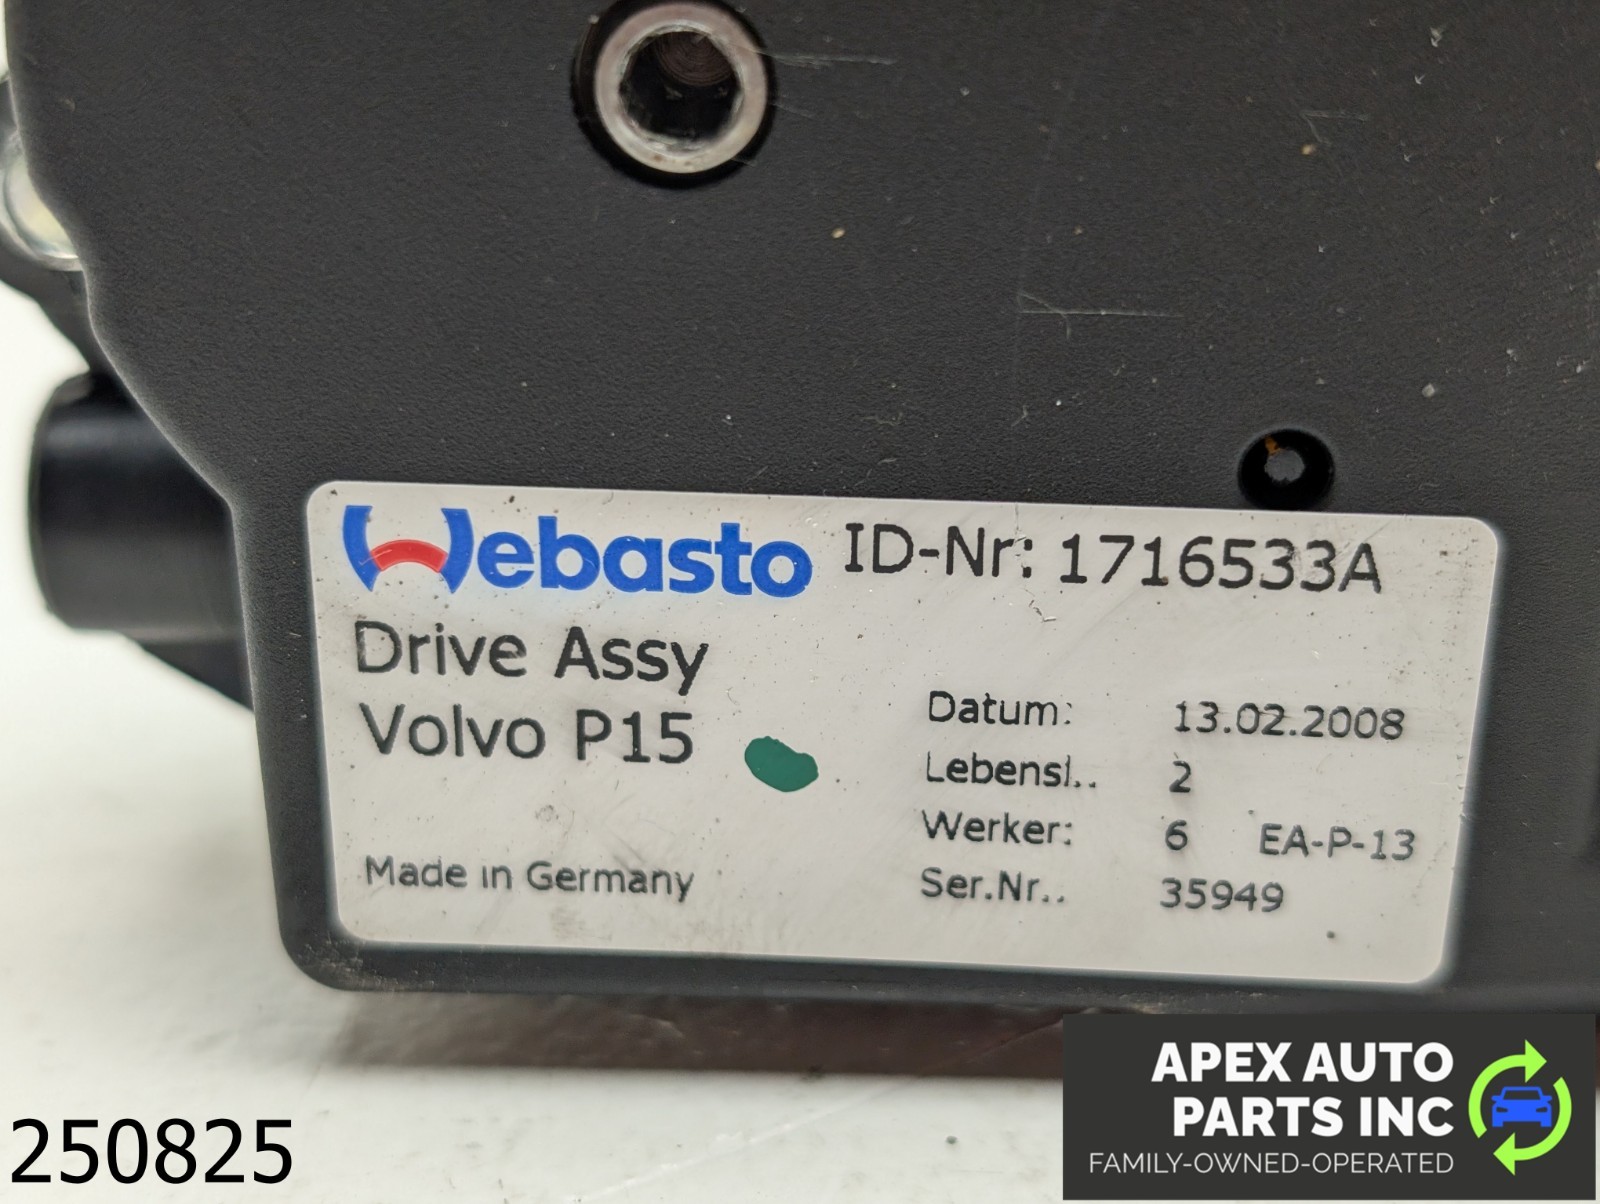 Webasto ID-Nr: 1716533A
Drive Assy
Volvo P15
Datum: 13.02.2008
Lebensl.. 2
Werker: 6 EA-P-13
Ser.Nr.. 35949
Made in Germany
250825
APEX AUTO
PARTS INC
FAMILY-OWNED-OPERATED